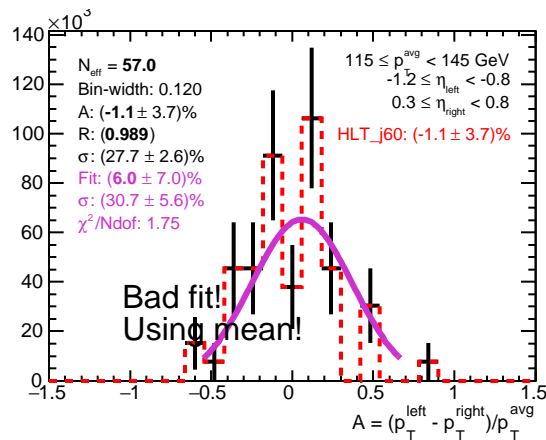 ×10³
140
120
100
80
60
40
20
0
N_eff = 57.0
Bin-width: 0.120
A: (-1.1 ± 3.7)%
R: (0.989)
σ: (27.7 ± 2.6)%
Fit: (6.0 ± 7.0)%
σ: (30.7 ± 5.6)%
χ²/Ndof: 1.75
115 ≤ p_T^avg < 145 GeV
-1.2 ≤ η_left < -0.8
0.3 ≤ η_right < 0.8
HLT_j60: (-1.1 ± 3.7)%
Bad fit!
Using mean!
−1.5 −1 −0.5 0 0.5 1 1.5
A = (p_T^left - p_T^right)/p_T^avg